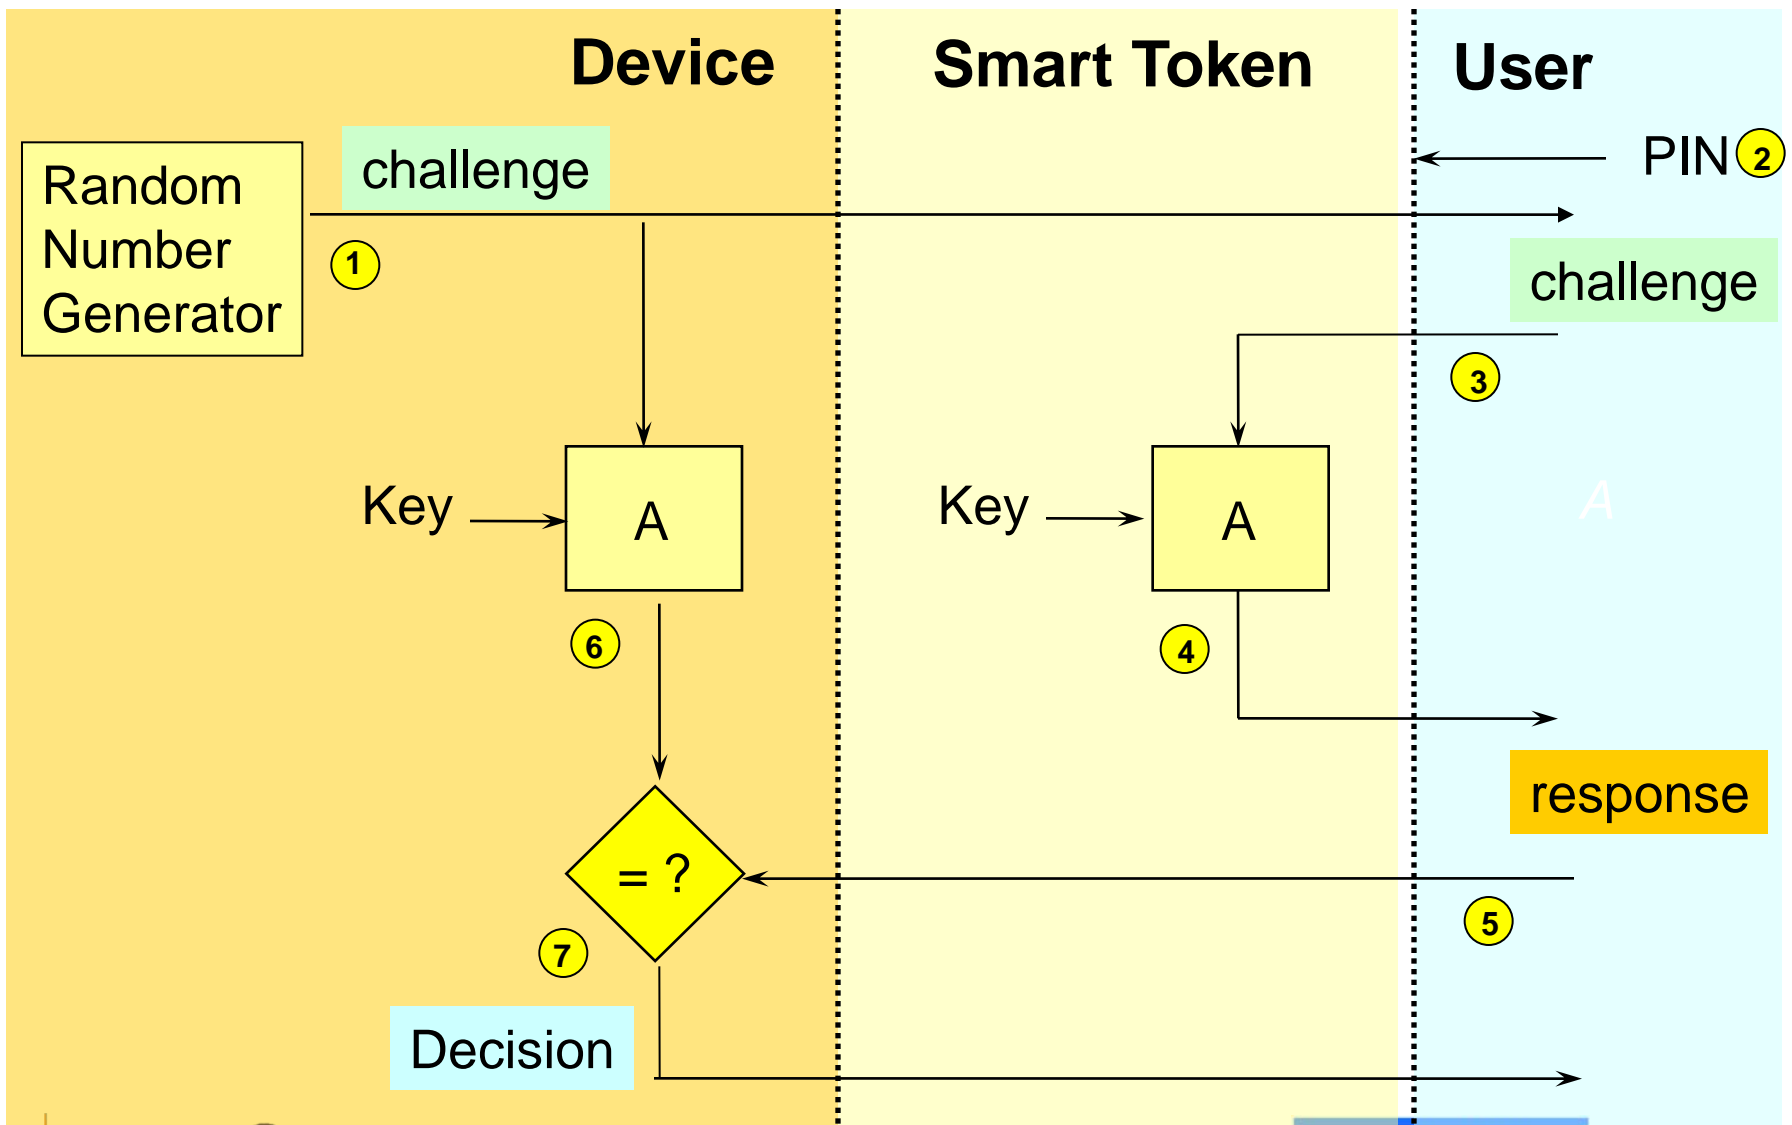 Device
Smart Token
User
PIN
2
challenge
Random
Number
Generator
1
challenge
3
Key
A
Key
A
A
6
4
response
= ?
5
7
Decision